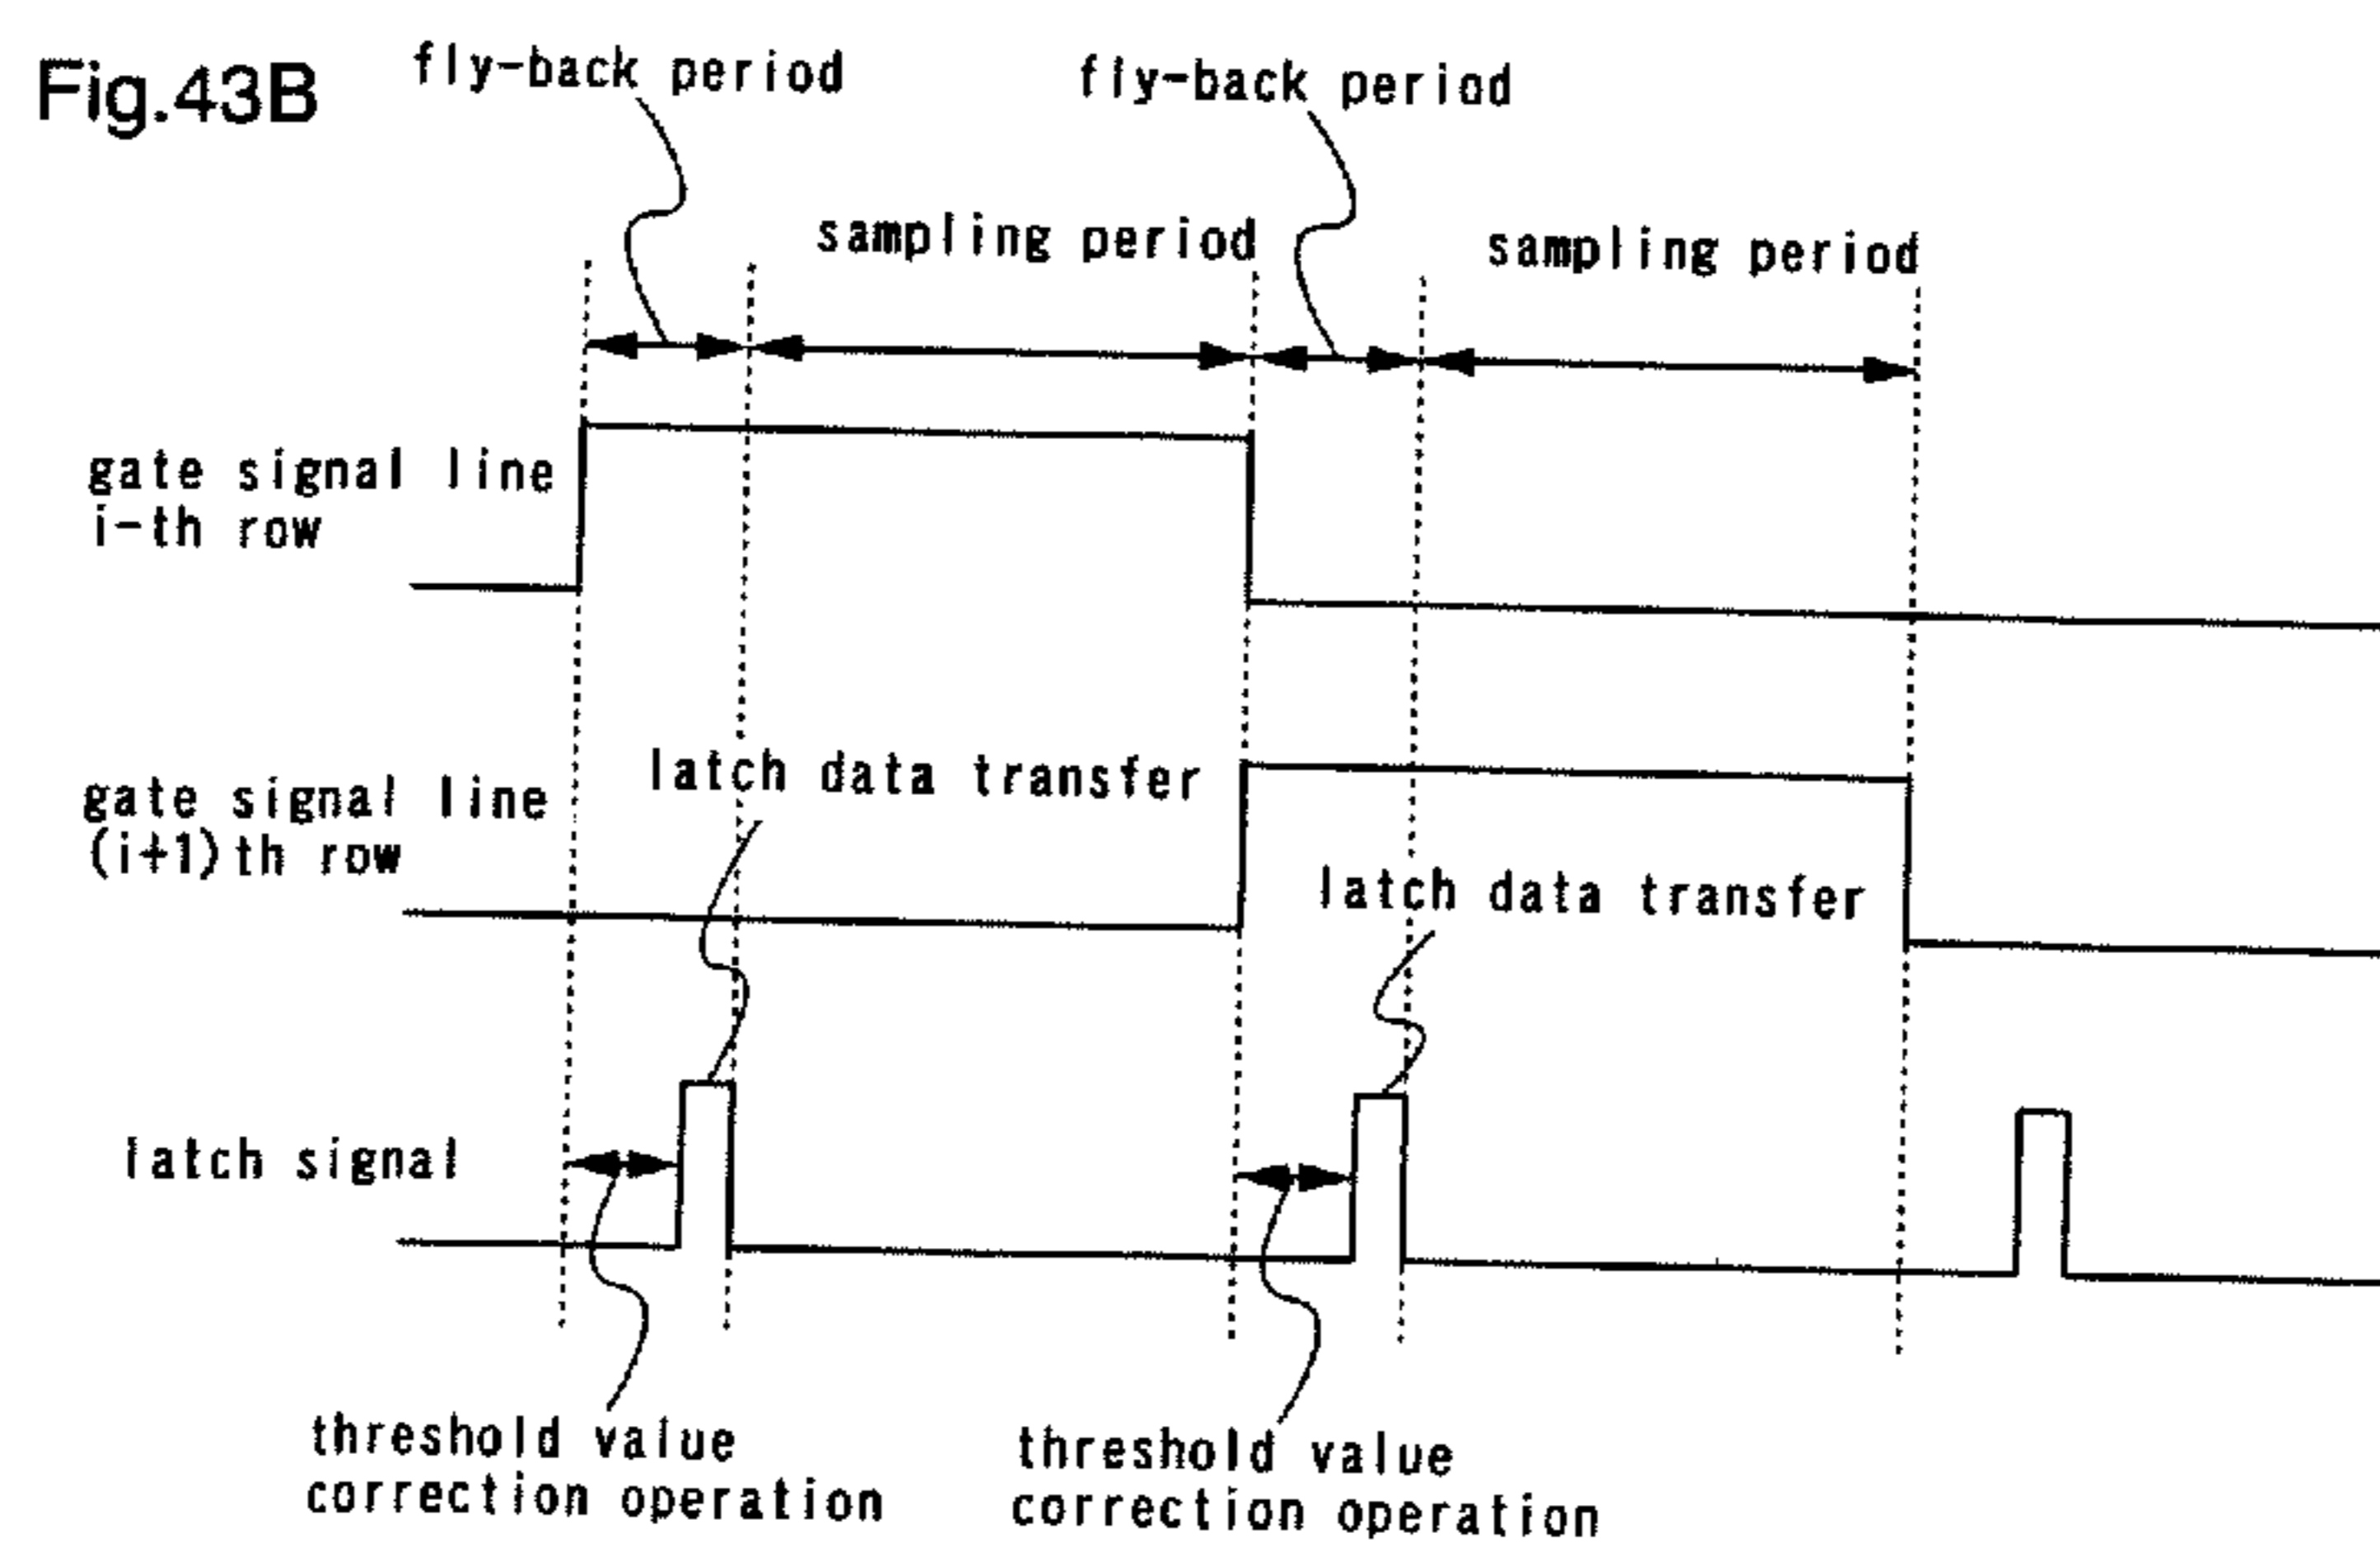 Fig.43B
fly-back period
fly-back period
sampling period
sampling period
gate signal line
i-th row
latch data transfer
gate signal line
(i+1)th row
latch data transfer
latch signal
threshold value
correction operation
threshold value
correction operation